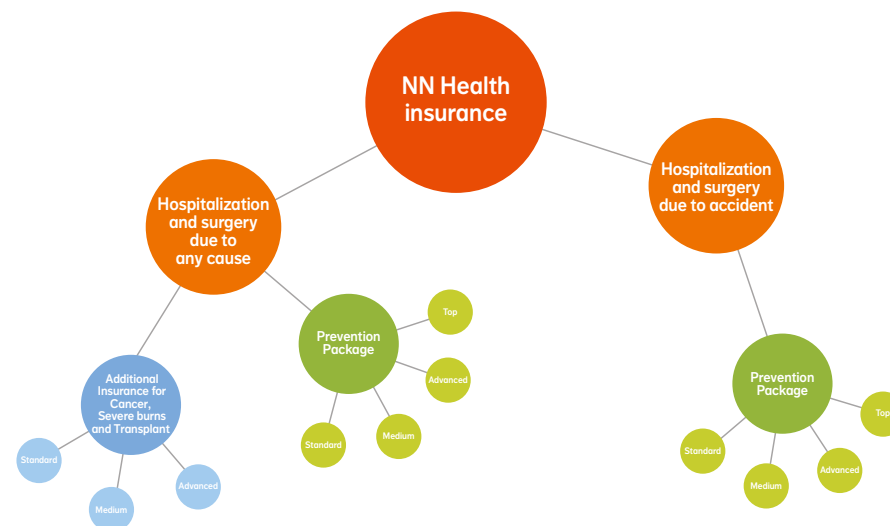 NN Health
insurance
Hospitalization
and surgery
due to
any cause
Hospitalization
and surgery
due to accident
Additional
Insurance for
Cancer,
Severe burns
and Transplant
Standard
Medium
Advanced
Prevention
Package
Top
Advanced
Medium
Standard
Prevention
Package
Top
Advanced
Medium
Standard